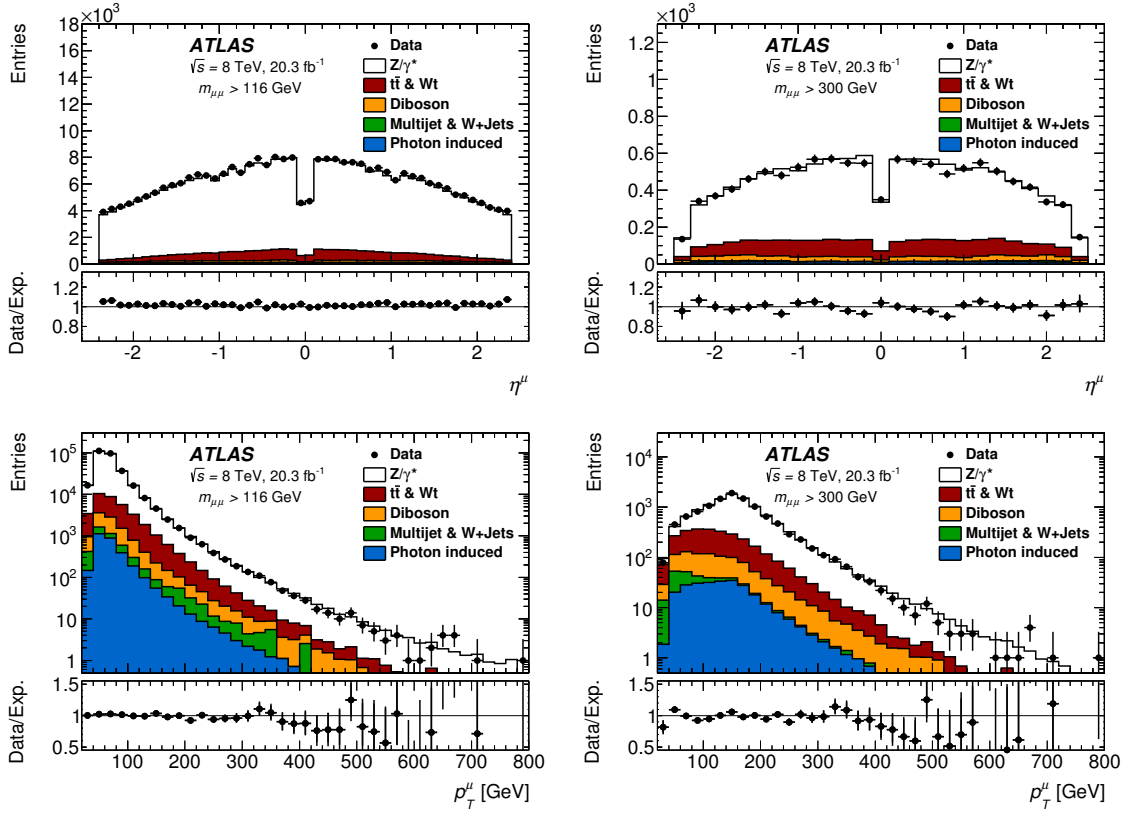 ×10³
Entries
18
16
14
12
10
8
6
4
2
0
ATLAS
√s = 8 TeV, 20.3 fb⁻¹
m_μμ > 116 GeV
Data
Z/γ*
tt̄ & Wt
Diboson
Multijet & W+Jets
Photon induced
Data/Exp.
1.2
1
0.8
-2 -1 0 1 2
η^μ
×10³
Entries
1.2
1
0.8
0.6
0.4
0.2
0
ATLAS
√s = 8 TeV, 20.3 fb⁻¹
m_μμ > 300 GeV
Data
Z/γ*
tt̄ & Wt
Diboson
Multijet & W+Jets
Photon induced
Data/Exp.
1.2
1
0.8
-2 -1 0 1 2
η^μ
Entries
10⁵
10⁴
10³
10²
10
1
ATLAS
√s = 8 TeV, 20.3 fb⁻¹
m_μμ > 116 GeV
Data
Z/γ*
tt̄ & Wt
Diboson
Multijet & W+Jets
Photon induced
Data/Exp.
1.5
1
0.5
100 200 300 400 500 600 700 800
p_T^μ [GeV]
Entries
10⁴
10³
10²
10
1
ATLAS
√s = 8 TeV, 20.3 fb⁻¹
m_μμ > 300 GeV
Data
Z/γ*
tt̄ & Wt
Diboson
Multijet & W+Jets
Photon induced
Data/Exp.
1.5
1
0.5
100 200 300 400 500 600 700 800
p_T^μ [GeV]